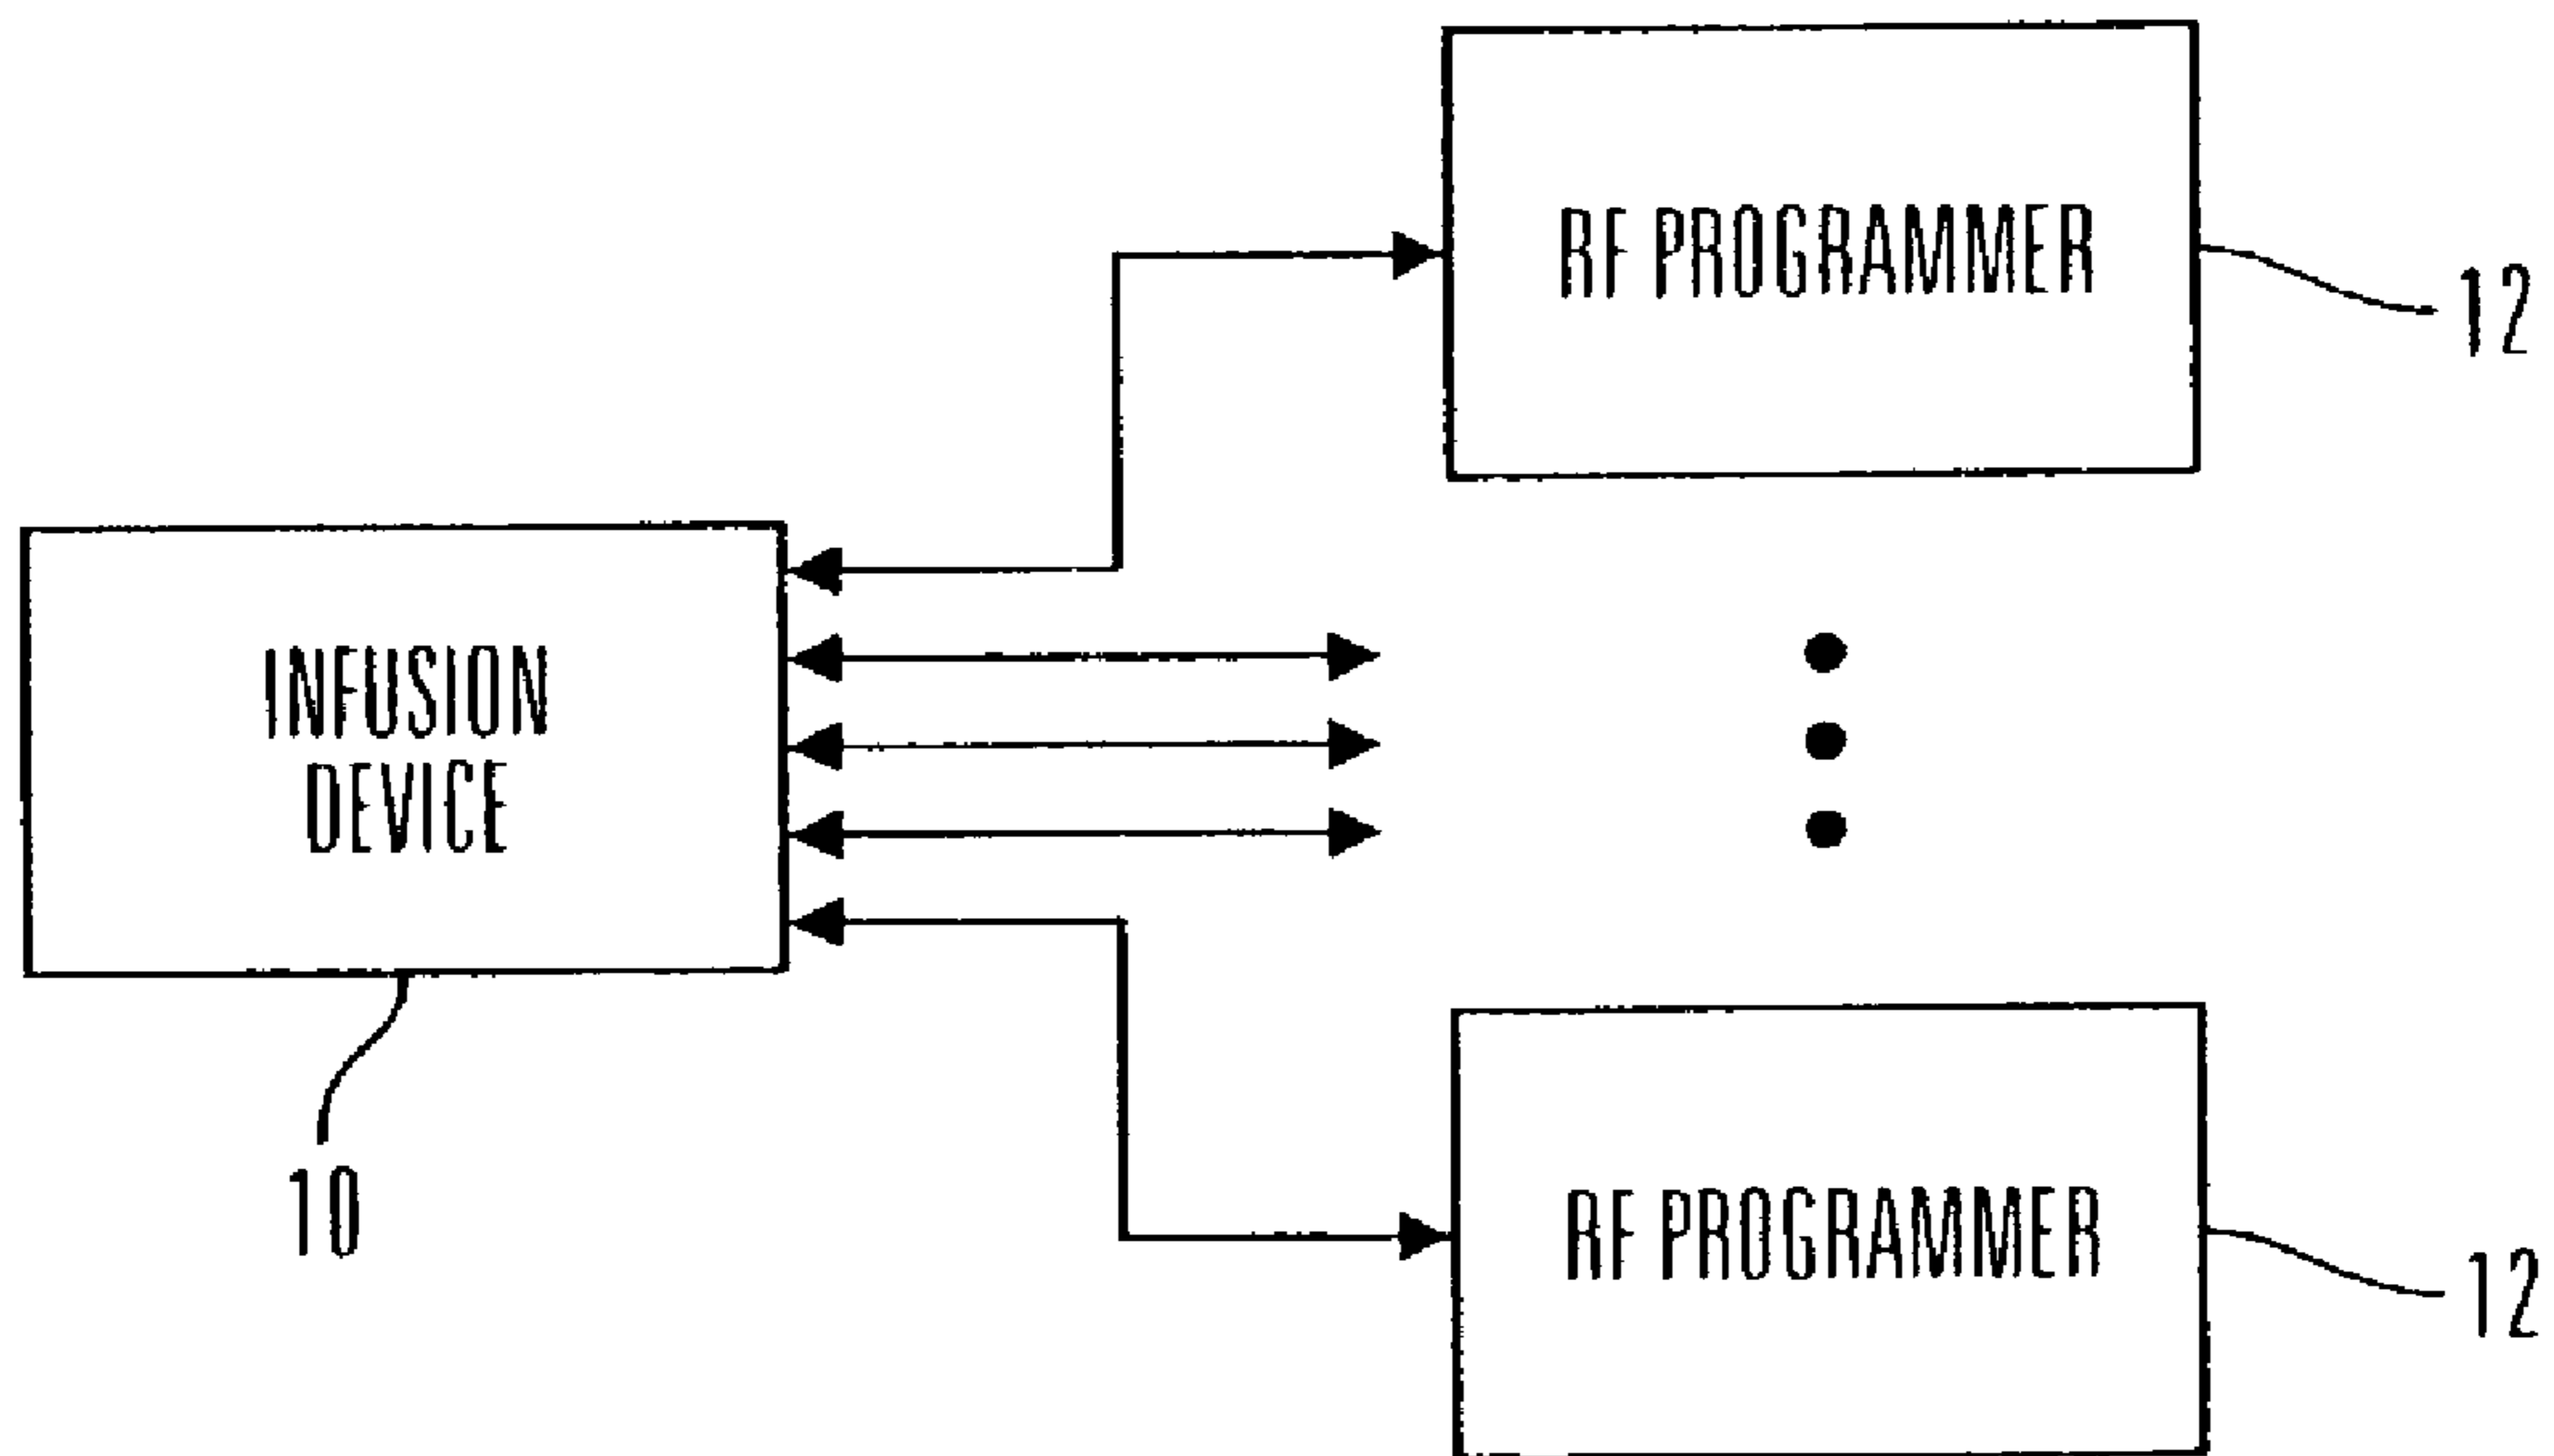 RF PROGRAMMER
12
INFUSION
DEVICE
10
RF PROGRAMMER
12